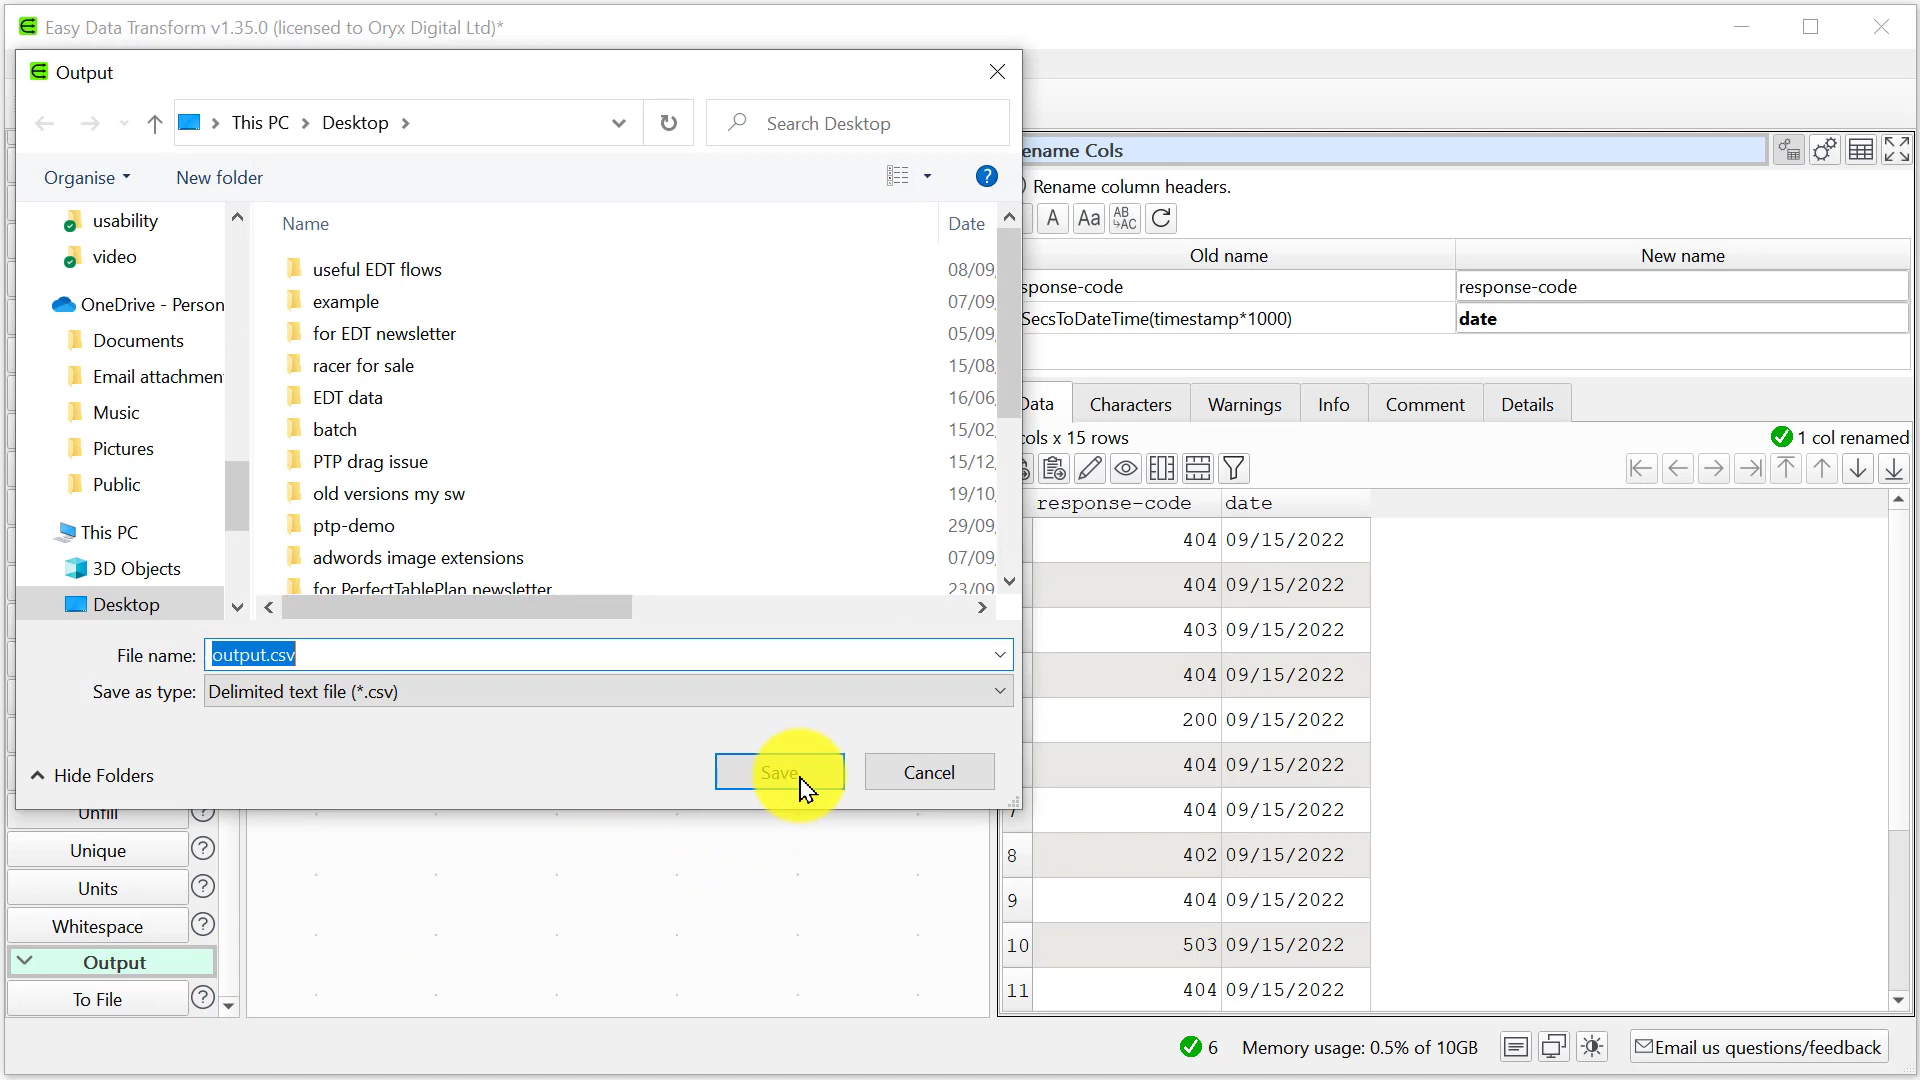 Easy Data Transform v1.35.0 (licensed to Oryx Digital Ltd)*
Output
This PC
Desktop
Search Desktop
Organise
New folder
?
usability
video
OneDrive - Person
Documents
Email attachmen
Music
Pictures
Public
This PC
3D Objects
Desktop
Name
Date
useful EDT flows
08/09
example
07/09
for EDT newsletter
05/09
racer for sale
15/08
EDT data
16/06
batch
15/02
PTP drag issue
15/12
old versions my sw
19/10
ptp-demo
29/09
adwords image extensions
07/09
for PerfectTablePlan newsletter
23/09
File name:
output.csv
Save as type:
Delimited text file (*.csv)
Hide Folders
Save
Cancel
Unfill
?
Unique
?
Units
?
Whitespace
?
Output
To File
?
ename Cols
Rename column headers.
A
Aa
AB
AC
Old name
New name
sponse-code
response-code
SecsToDateTime(timestamp*1000)
date
Data
Characters
Warnings
Info
Comment
Details
cols x 15 rows
1 col renamed
response-code
date
404 09/15/2022
404 09/15/2022
403 09/15/2022
404 09/15/2022
200 09/15/2022
404 09/15/2022
7 404 09/15/2022
8 402 09/15/2022
9 404 09/15/2022
10 503 09/15/2022
11 404 09/15/2022
6
Memory usage: 0.5% of 10GB
Email us questions/feedback